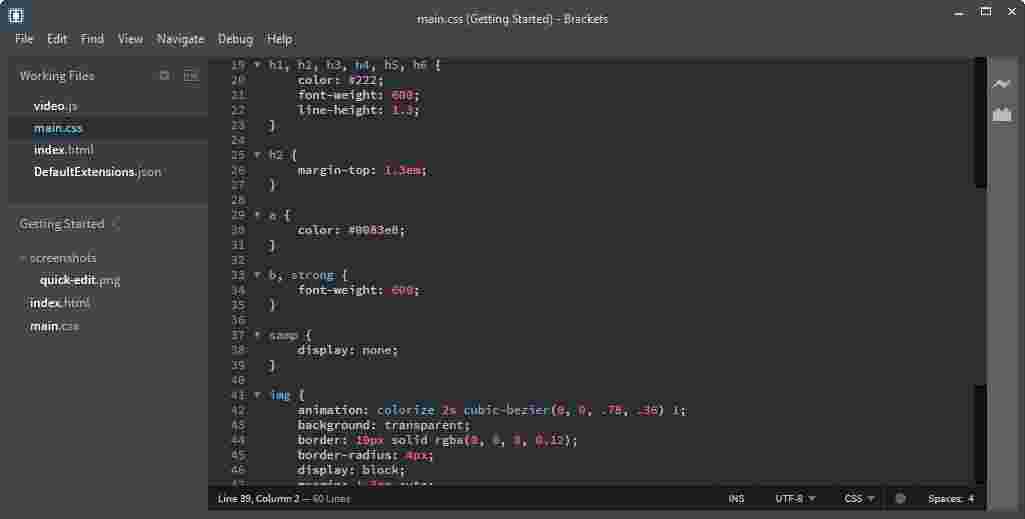 main.css (Getting Started) - Brackets
File Edit Find View Navigate Debug Help
Working Files
video.js
main.css
index.html
DefaultExtensions.json
Getting Started
screenshots
quick-edit.png
index.html
main.css
19 h1, h2, h3, h4, h5, h6 {
20 color: #222;
21 font-weight: 600;
22 line-height: 1.3;
23 }
24
25 h2 {
26 margin-top: 1.3em;
27 }
28
29 a {
30 color: #0083e8;
31 }
32
33 b, strong {
34 font-weight: 600;
35 }
36
37 samp {
38 display: none;
39 }
40
41 img {
42 animation: colorize 2s cubic-bezier(0, 0, .78, .36) 1;
43 background: transparent;
44 border: 10px solid rgba(0, 0, 0, 0.12);
45 border-radius: 4px;
46 display: block;
Line 39, Column 2 — 60 Lines
INS UTF-8 CSS Spaces: 4